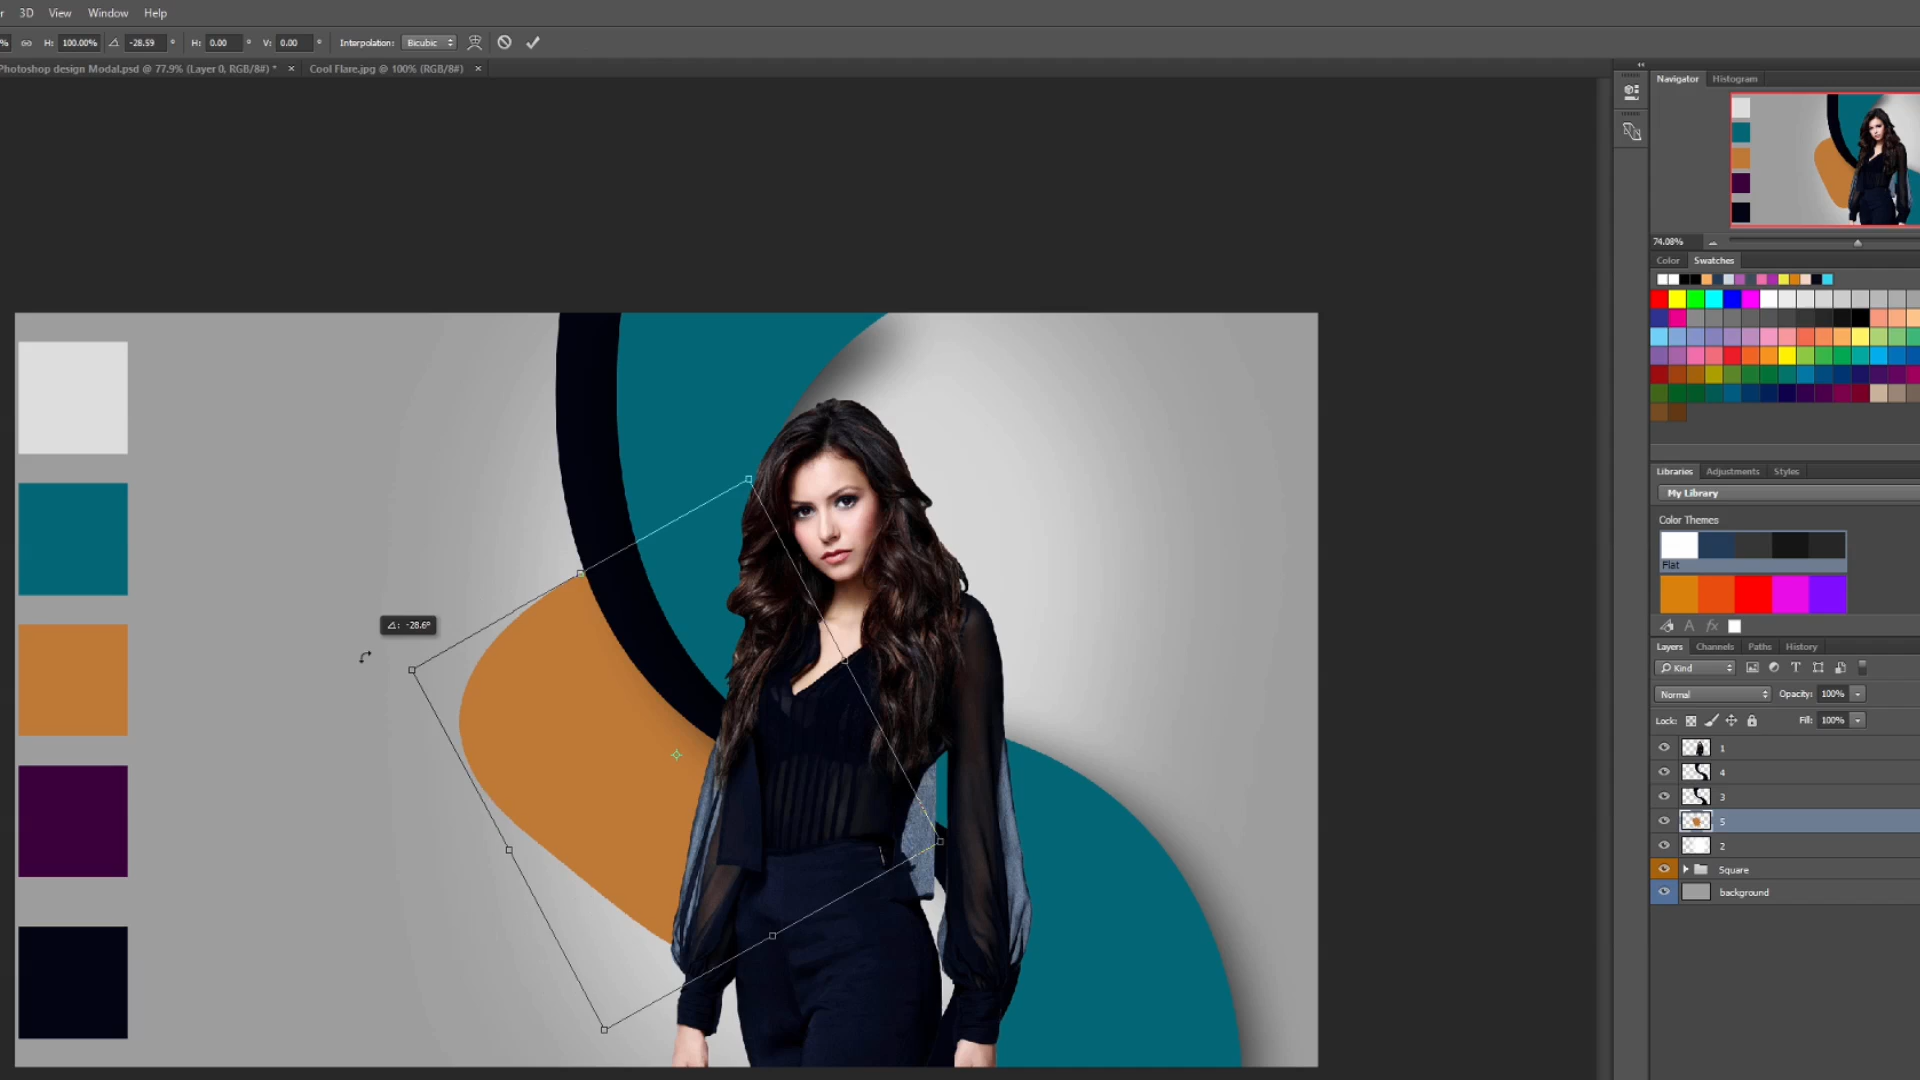 r 3D View Window Help
% H: 100.00% -28.59 ° H: 0.00 ° V: 0.00 ° Interpolation: Bicubic
Photoshop design Modal.psd @ 77.9% (Layer 0, RGB/8#) * × Cool Flare.jpg @ 100% (RGB/8#) ×
Navigator Histogram
74.08%
Color Swatches
Libraries Adjustments Styles
My Library
Color Themes
Flat
A fx
Layers Channels Paths History
Kind T
Normal Opacity: 100%
Lock: Fill: 100%
1
4
3
5
2
Square
background
: -28.6°